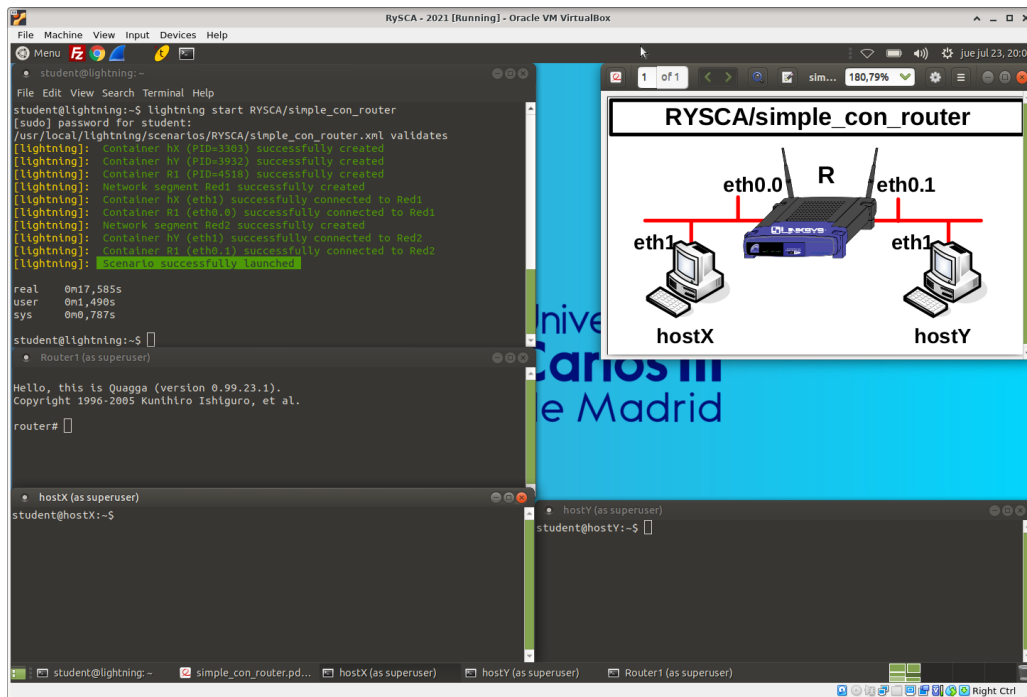 RySCA - 2021 [Running] - Oracle VM VirtualBox
File Machine View Input Devices Help
Menu
jue jul 23, 20:0
student@lightning: ~
File Edit View Search Terminal Help
student@lightning:~$ lightning start RYSCA/simple_con_router
[sudo] password for student:
/usr/local/lightning/scenarios/RYSCA/simple_con_router.xml validates
[lightning]: Container hX (PID=3303) successfully created
[lightning]: Container hY (PID=3932) successfully created
[lightning]: Container R1 (PID=4518) successfully created
[lightning]: Network segment Red1 successfully created
[lightning]: Container hX (eth1) successfully connected to Red1
[lightning]: Container R1 (eth0.0) successfully connected to Red1
[lightning]: Network segment Red2 successfully created
[lightning]: Container hY (eth1) successfully connected to Red2
[lightning]: Container R1 (eth0.1) successfully connected to Red2
[lightning]: Scenario successfully launched
real 0m17,585s
user 0m1,490s
sys 0m0,787s
student@lightning:~$
1 of 1
sim... 180,79%
RYSCA/simple_con_router
R
eth0.0
eth0.1
LINKSYS
eth1
eth1
hostX
hostY
Unive
Carlos III
de Madrid
Router1 (as superuser)
Hello, this is Quagga (version 0.99.23.1).
Copyright 1996-2005 Kunihiro Ishiguro, et al.
router#
hostX (as superuser)
student@hostX:~$
hostY (as superuser)
student@hostY:~$
student@lightning: ~
simple_con_router.pd...
hostX (as superuser)
hostY (as superuser)
Router1 (as superuser)
Right Ctrl